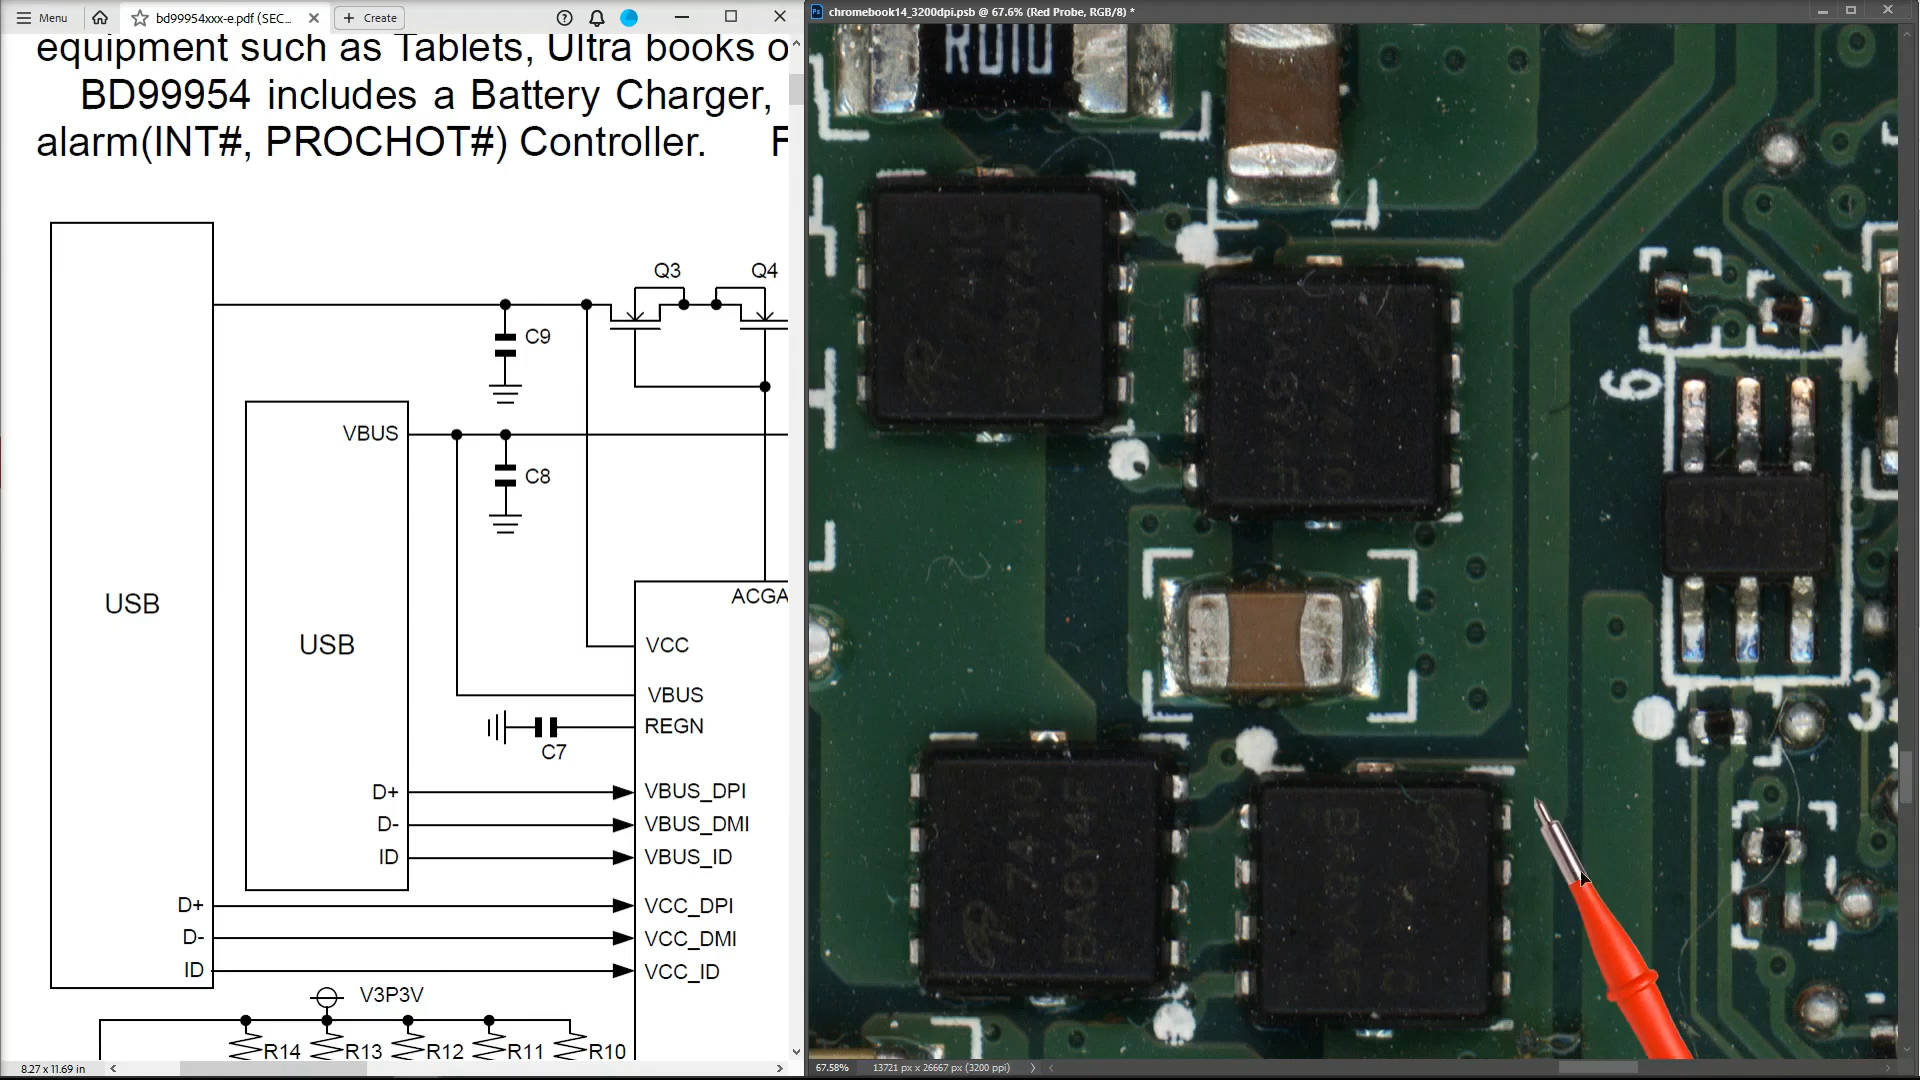 Menu
bd99954xxx-e.pdf (SEC...
Create
equipment such as Tablets, Ultra books o
BD99954 includes a Battery Charger,
alarm(INT#, PROCHOT#) Controller. F
Q3
Q4
C9
VBUS
C8
USB
USB
ACGA
VCC
VBUS
REGN
C7
D+
VBUS_DPI
D-
VBUS_DMI
ID
VBUS_ID
D+
VCC_DPI
D-
VCC_DMI
ID
VCC_ID
V3P3V
R14
R13
R12
R11
R10
8.27 x 11.69 in
chromebook14_3200dpi.psb @ 67.6% (Red Probe, RGB/8) *
R010
6
3
7410
BA8Y4F
67.58%
13721 px x 26667 px (3200 ppi)